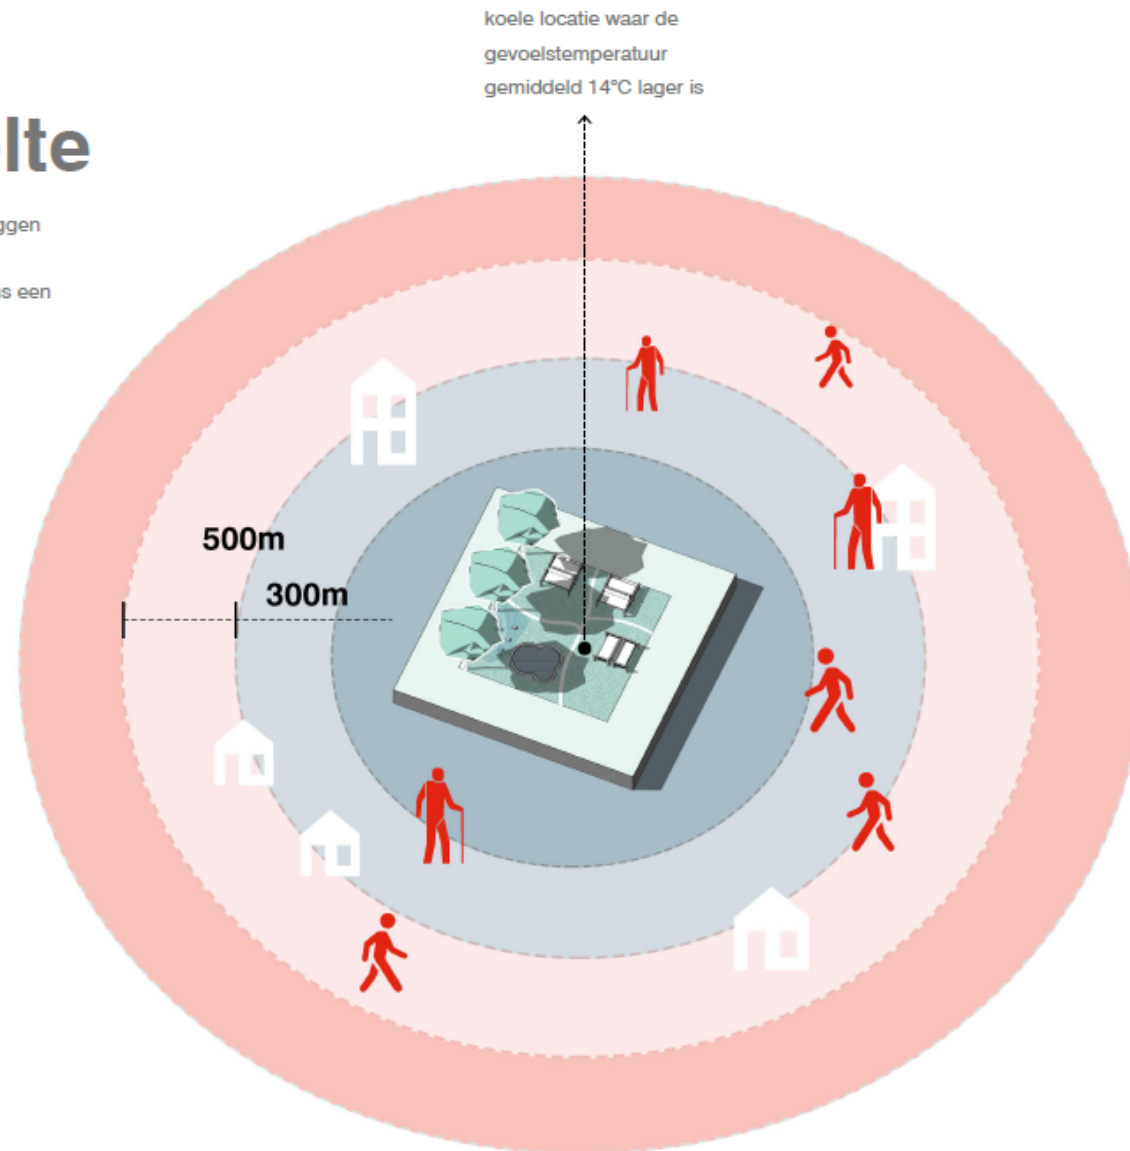 koele locatie waar de
gevoelstemperatuur
gemiddeld 14°C lager is
lte
ggen
s een
500m
300m